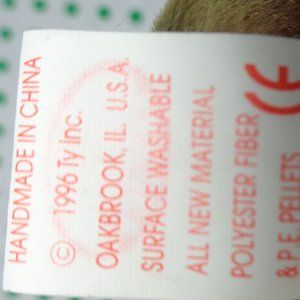 HANDMADE IN CHINA
© 1996 Ty Inc.
OAKBROOK, IL. U.S.A.
SURFACE WASHABLE
ALL NEW MATERIAL
POLYESTER FIBER
& P.E. PELLETS
CE